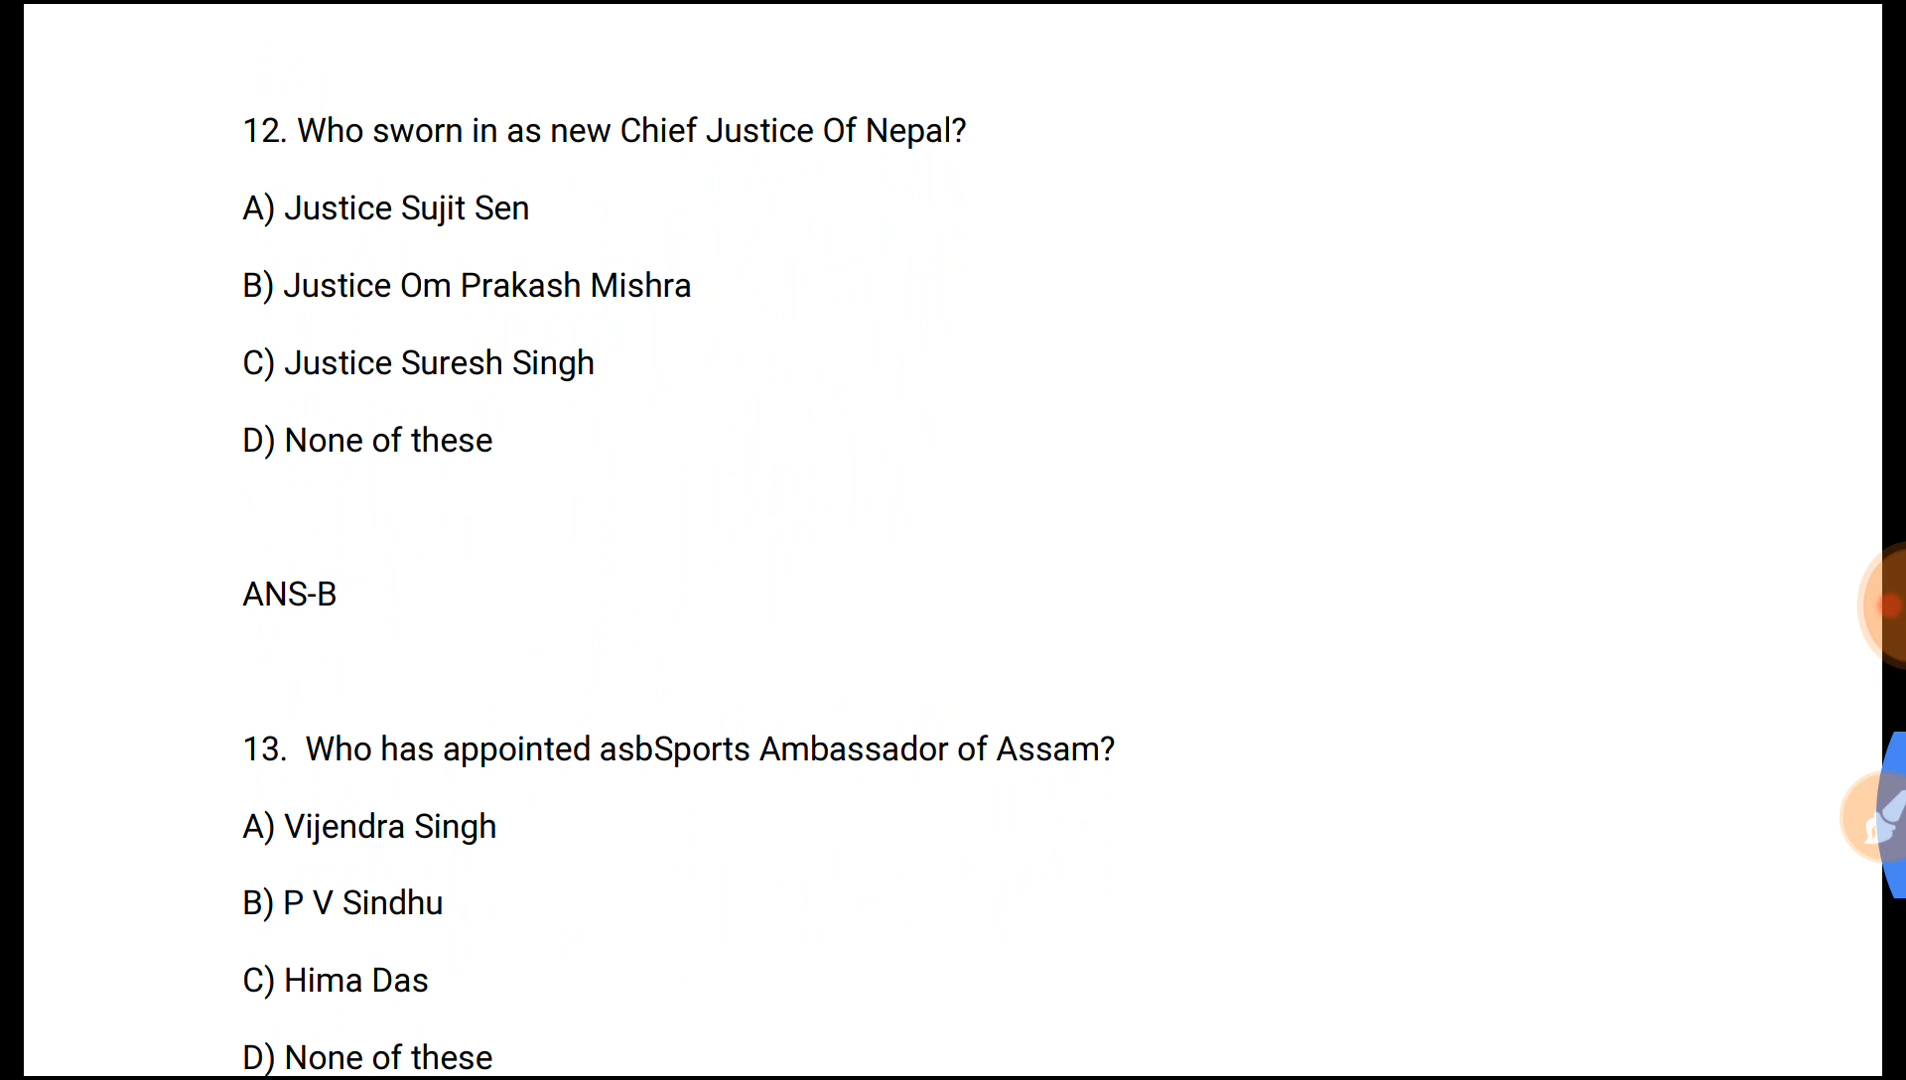 12. Who sworn in as new Chief Justice Of Nepal?
A) Justice Sujit Sen
B) Justice Om Prakash Mishra
C) Justice Suresh Singh
D) None of these
ANS-B
13.  Who has appointed asbSports Ambassador of Assam?
A) Vijendra Singh
B) P V Sindhu
C) Hima Das
D) None of these